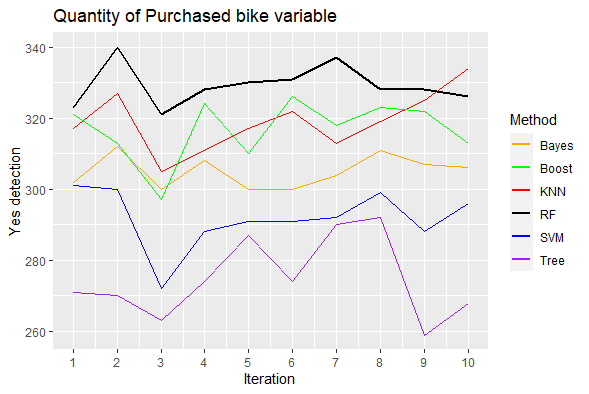 Quantity of Purchased bike variable
Yes detection
340
320
300
280
260
1 2 3 4 5 6 7 8 9 10
Iteration
Method
Bayes
Boost
KNN
RF
SVM
Tree